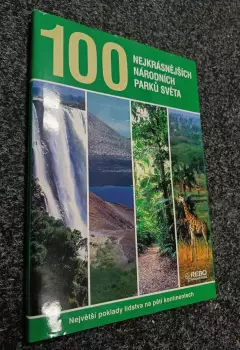 100
NEJKRÁSNĚJŠÍCH
NÁRODNÍCH
PARKŮ SVĚTA
REBO
Největší poklady lidstva na pěti kontinentech